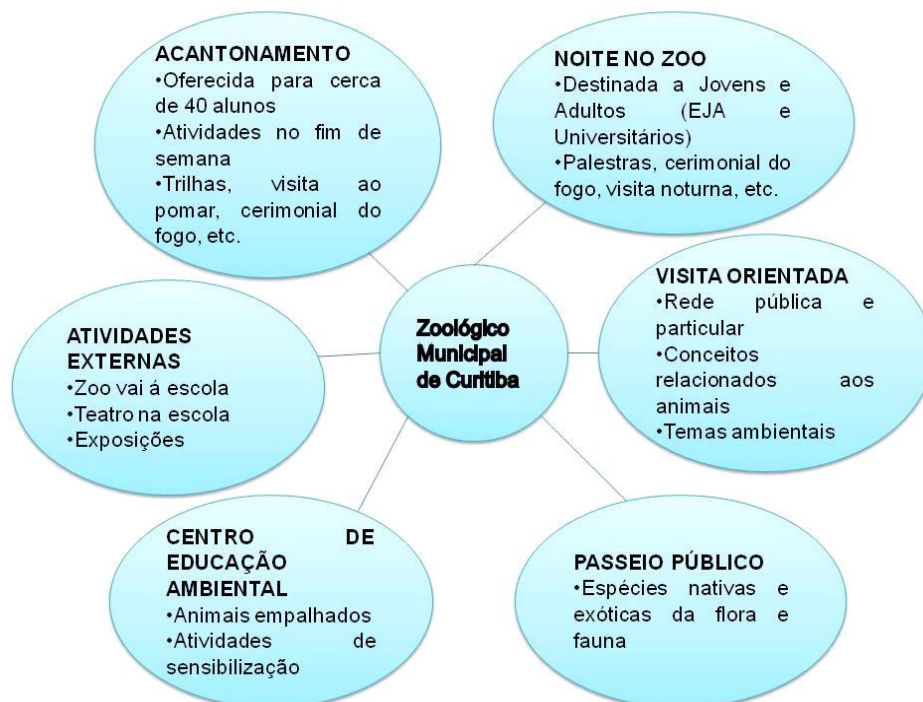 ACANTONAMENTO
•Oferecida para cerca
de 40 alunos
•Atividades no fim de
semana
•Trilhas, visita ao
pomar, cerimonial do
fogo, etc.
NOITE NO ZOO
•Destinada a Jovens e
Adultos (EJA e
Universitários)
•Palestras, cerimonial do
fogo, visita noturna, etc.
VISITA ORIENTADA
•Rede pública e
particular
•Conceitos
relacionados aos
animais
•Temas ambientais
Zoológico
Municipal
de Curitiba
ATIVIDADES
EXTERNAS
•Zoo vai á escola
•Teatro na escola
•Exposições
CENTRO DE
EDUCAÇÃO
AMBIENTAL
•Animais empalhados
•Atividades de
sensibilização
PASSEIO PÚBLICO
•Espécies nativas e
exóticas da flora e
fauna